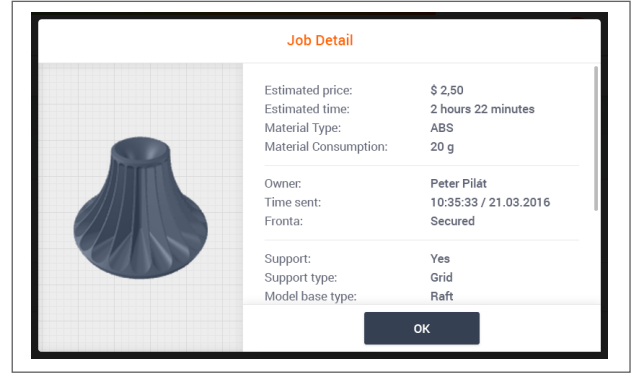 Job Detail
Estimated price: $ 2,50
Estimated time: 2 hours 22 minutes
Material Type: ABS
Material Consumption: 20 g
Owner: Peter Pilát
Time sent: 10:35:33 / 21.03.2016
Fronta: Secured
Support: Yes
Support type: Grid
Model base type: Raft
OK